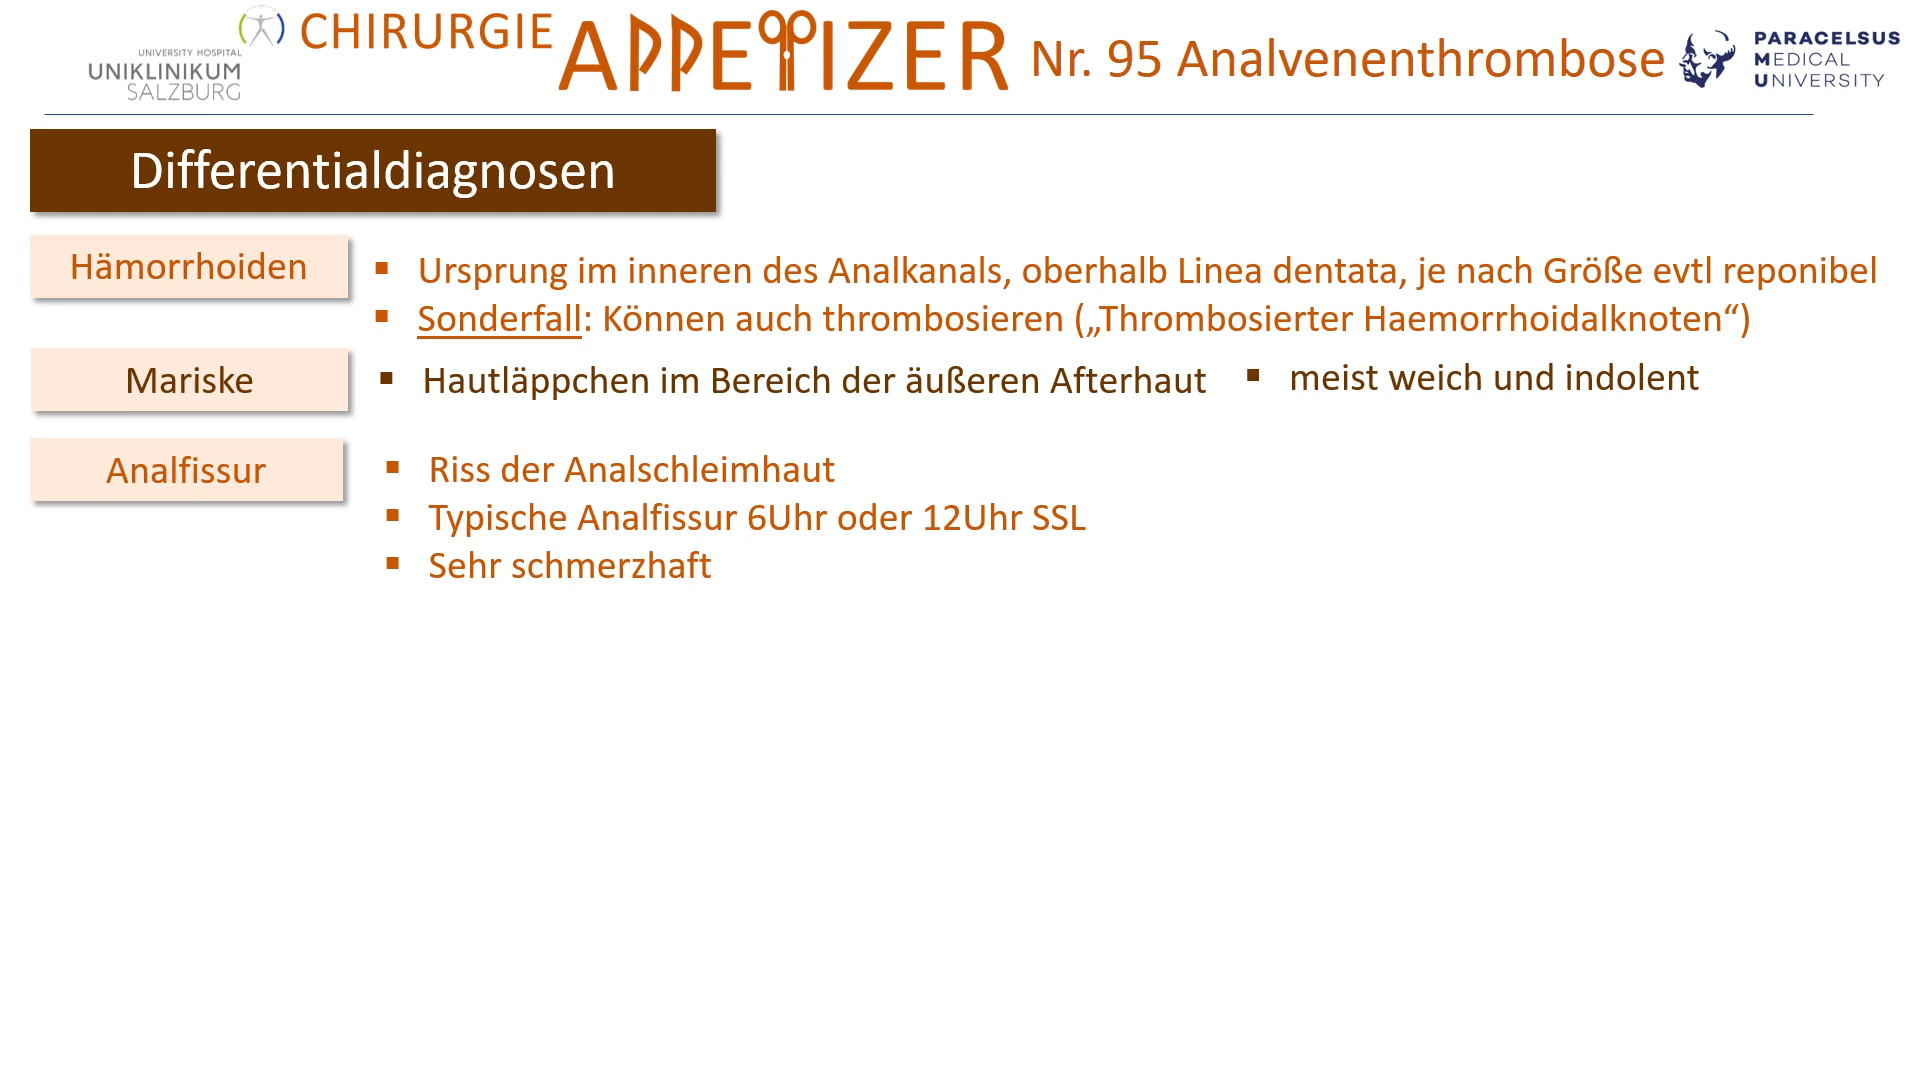 CHIRURGIE APPETIZER Nr. 95 Analvenenthrombose
UNIVERSITY HOSPITAL
UNIKLINIKUM
SALZBURG
PARACELSUS
MEDICAL
UNIVERSITY
Differentialdiagnosen
Hämorrhoiden
▪ Ursprung im inneren des Analkanals, oberhalb Linea dentata, je nach Größe evtl reponibel
▪ Sonderfall: Können auch thrombosieren („Thrombosierter Haemorrhoidalknoten“)
Mariske
▪ Hautläppchen im Bereich der äußeren Afterhaut ▪ meist weich und indolent
Analfissur
▪ Riss der Analschleimhaut
▪ Typische Analfissur 6Uhr oder 12Uhr SSL
▪ Sehr schmerzhaft